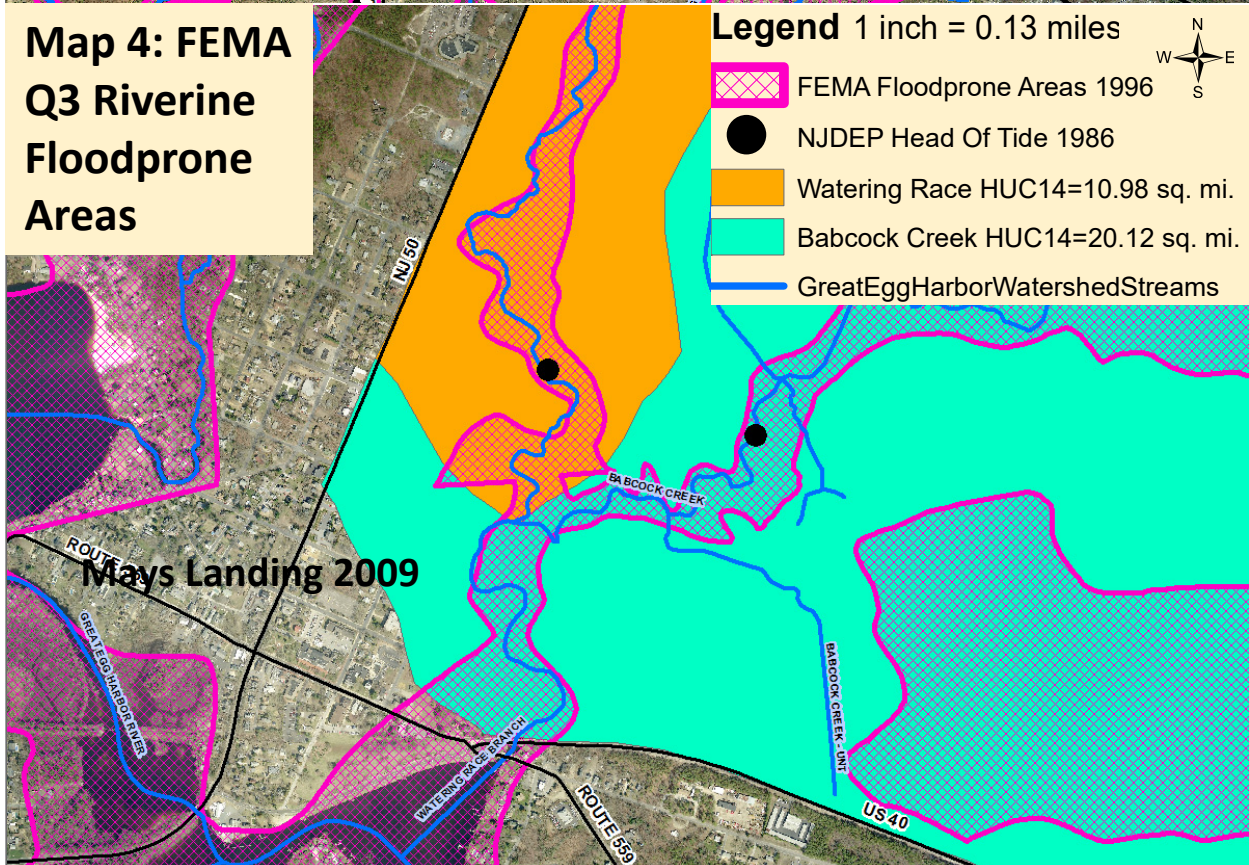 Map 4: FEMA
Q3 Riverine
Floodprone
Areas
Legend 1 inch = 0.13 miles
N
W E
S
FEMA Floodprone Areas 1996
NJDEP Head Of Tide 1986
Watering Race HUC14=10.98 sq. mi.
Babcock Creek HUC14=20.12 sq. mi.
GreatEggHarborWatershedStreams
NJ 50
BABCOCK CREEK
ROUTE
Mays Landing 2009
GREAT EGG HARBOR RIVER
BABCOCK CREEK - UNT
WATERING RACE BRANCH
ROUTE 559
US 40